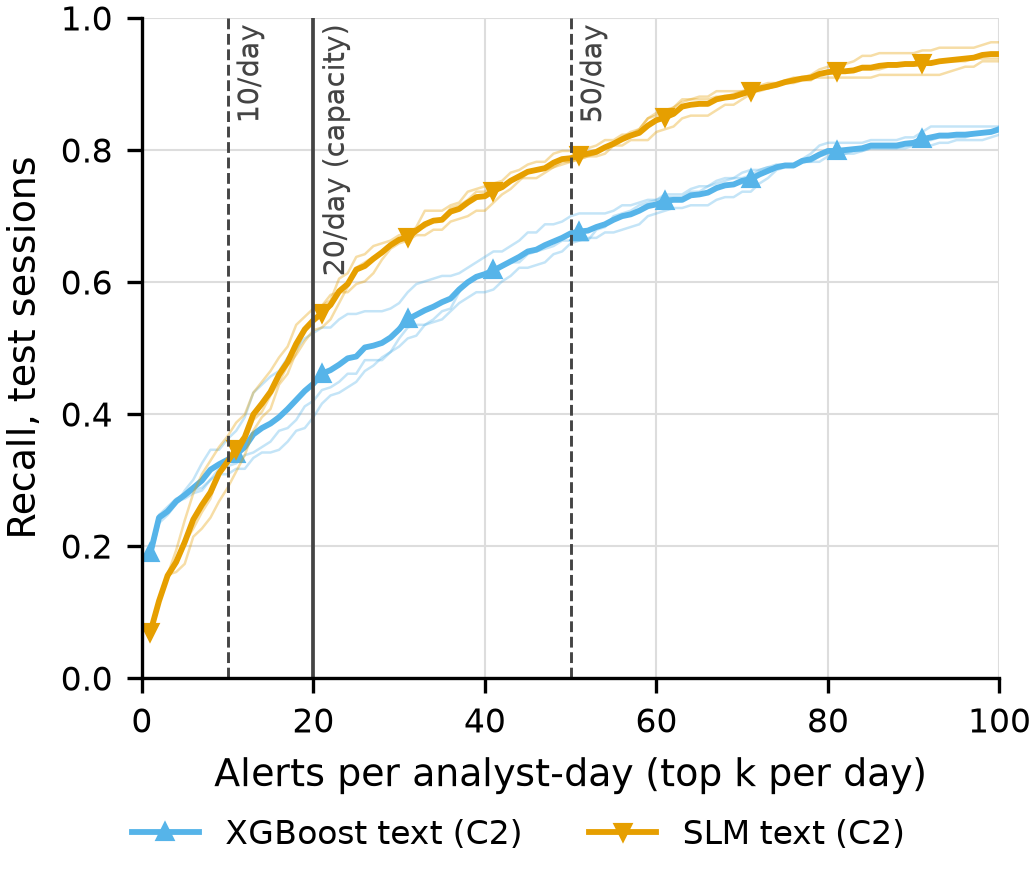 1.0
0.8
0.6
0.4
0.2
0.0
Recall, test sessions
10/day
20/day (capacity)
50/day
0
20
40
60
80
100
Alerts per analyst-day (top k per day)
XGBoost text (C2)
SLM text (C2)